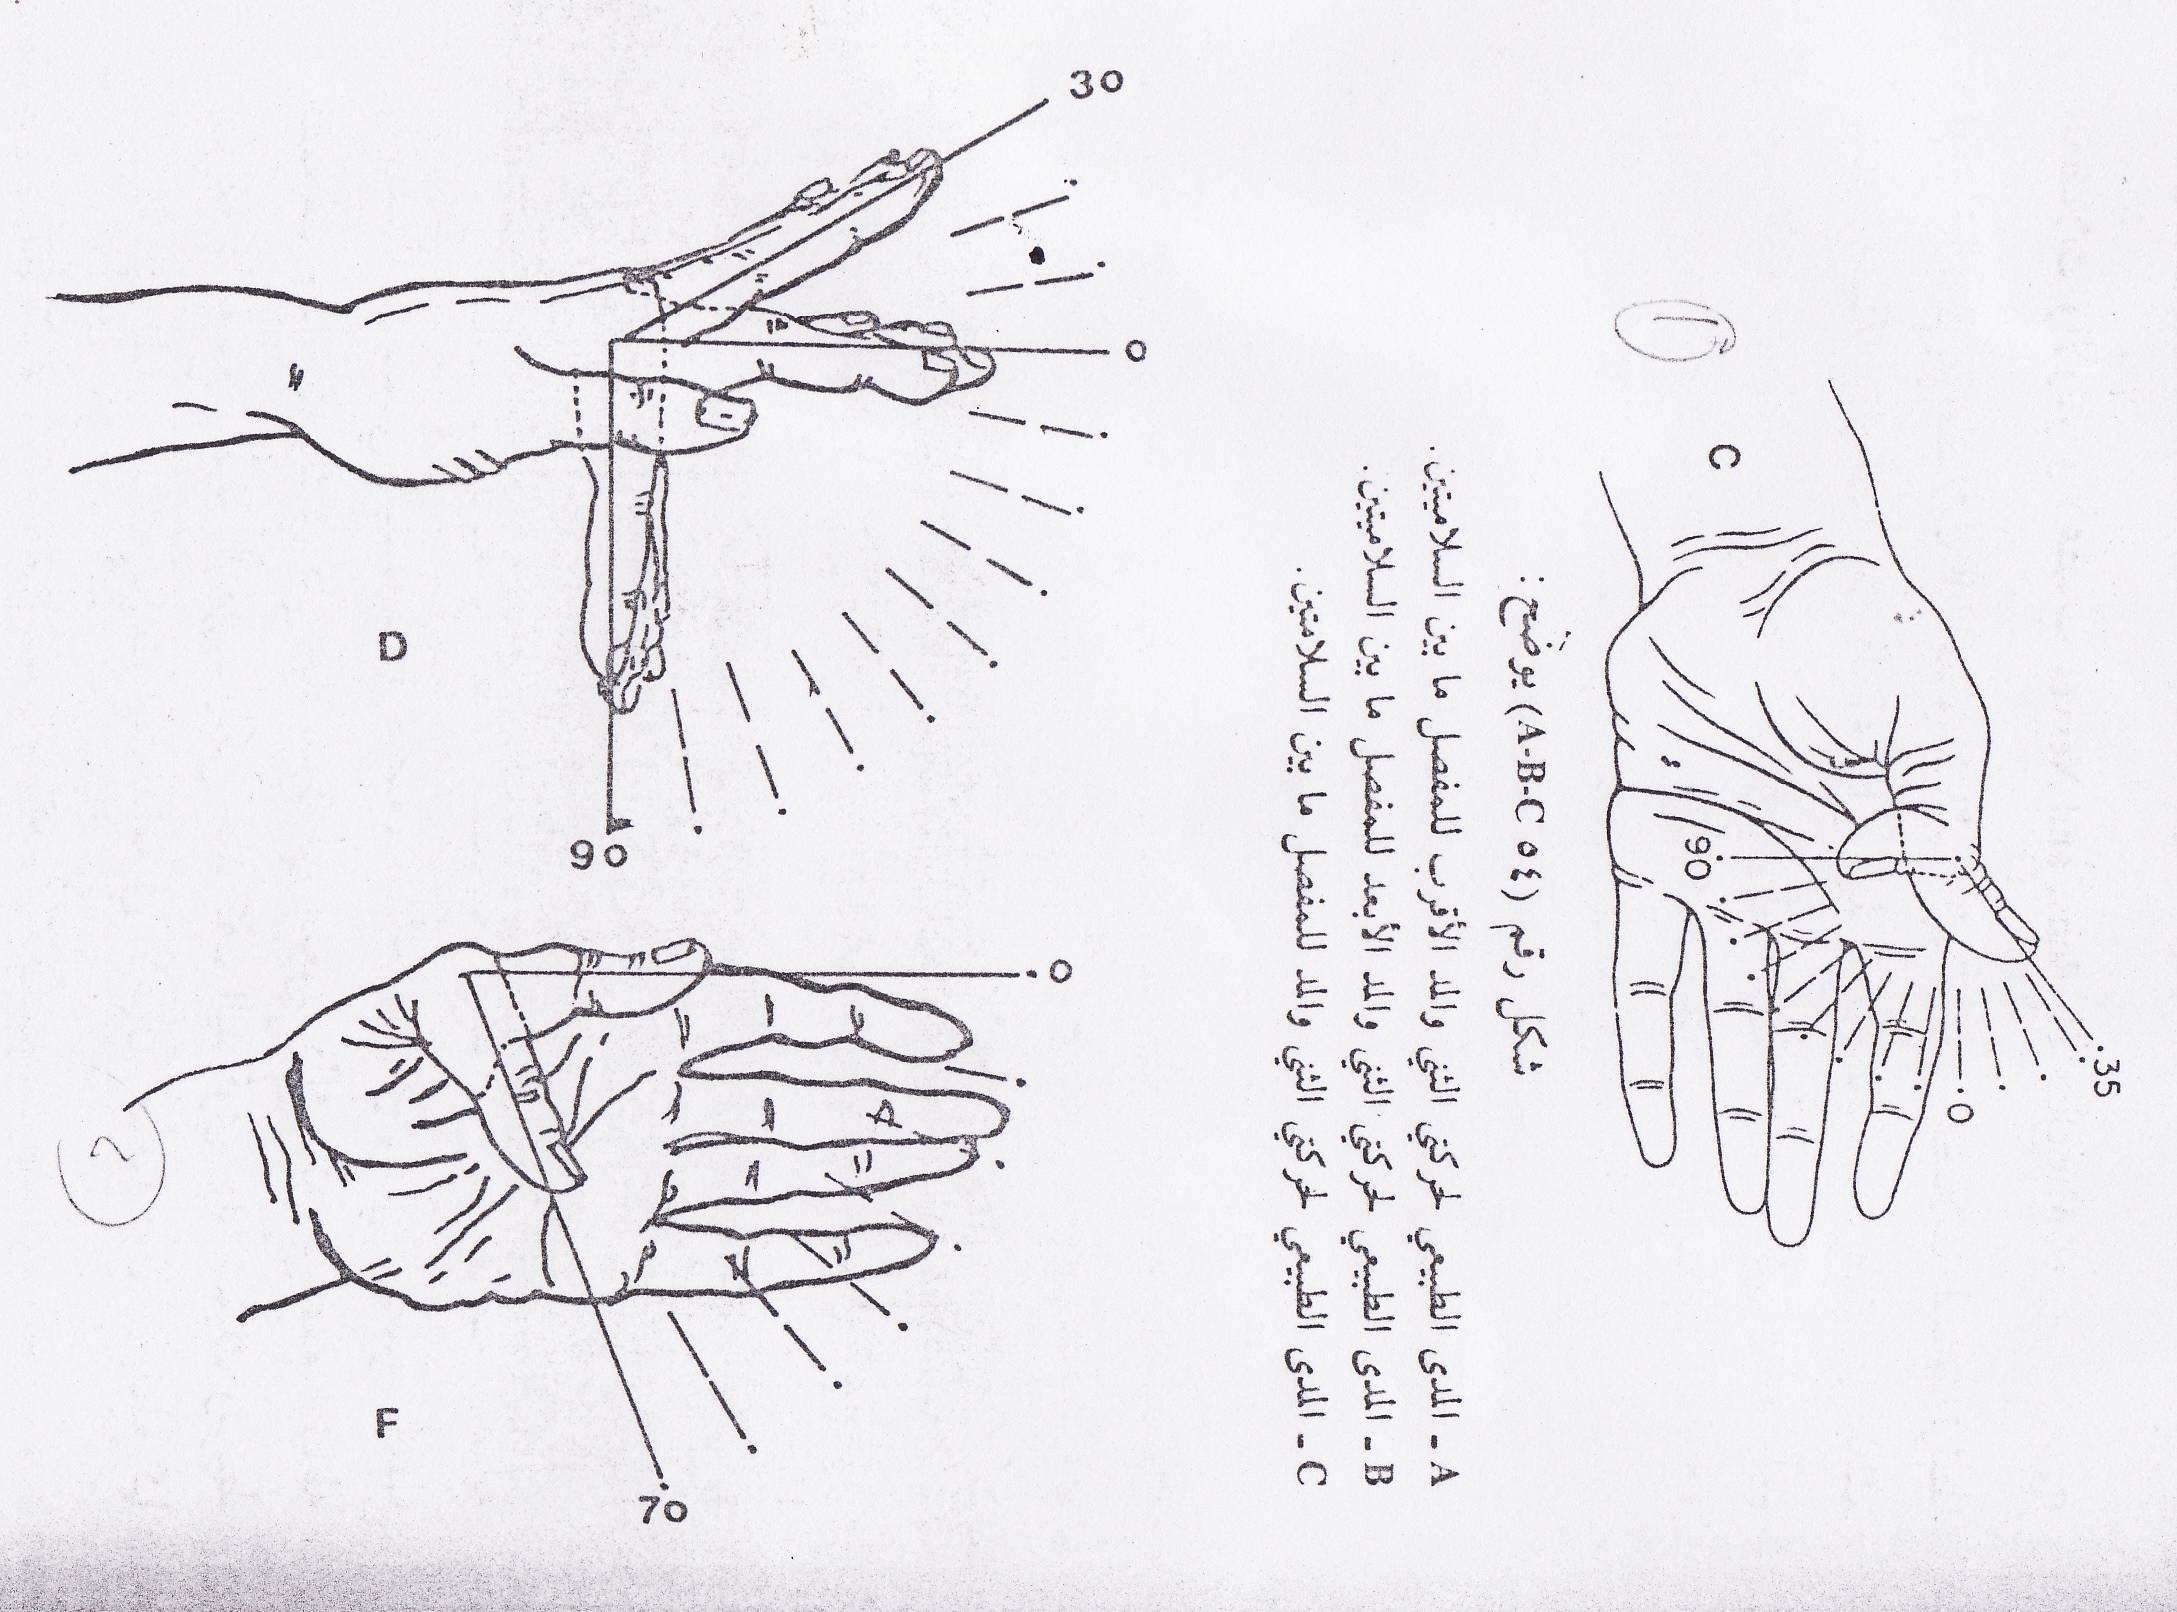 30
0
90
D
0
70
F
C
90
0
35
شكل رقم (٥٤ A-B-C) يوضّح:
A - المدى الطبيعي لحركتي الثني والمد الأقرب للمفصل ما بين السلاميتين.
B - المدى الطبيعي لحركتي الثني والمد الأبعد للمفصل ما بين السلاميتين.
C - المدى الطبيعي لحركتي الثني والمد للمفصل ما بين السلامتين.